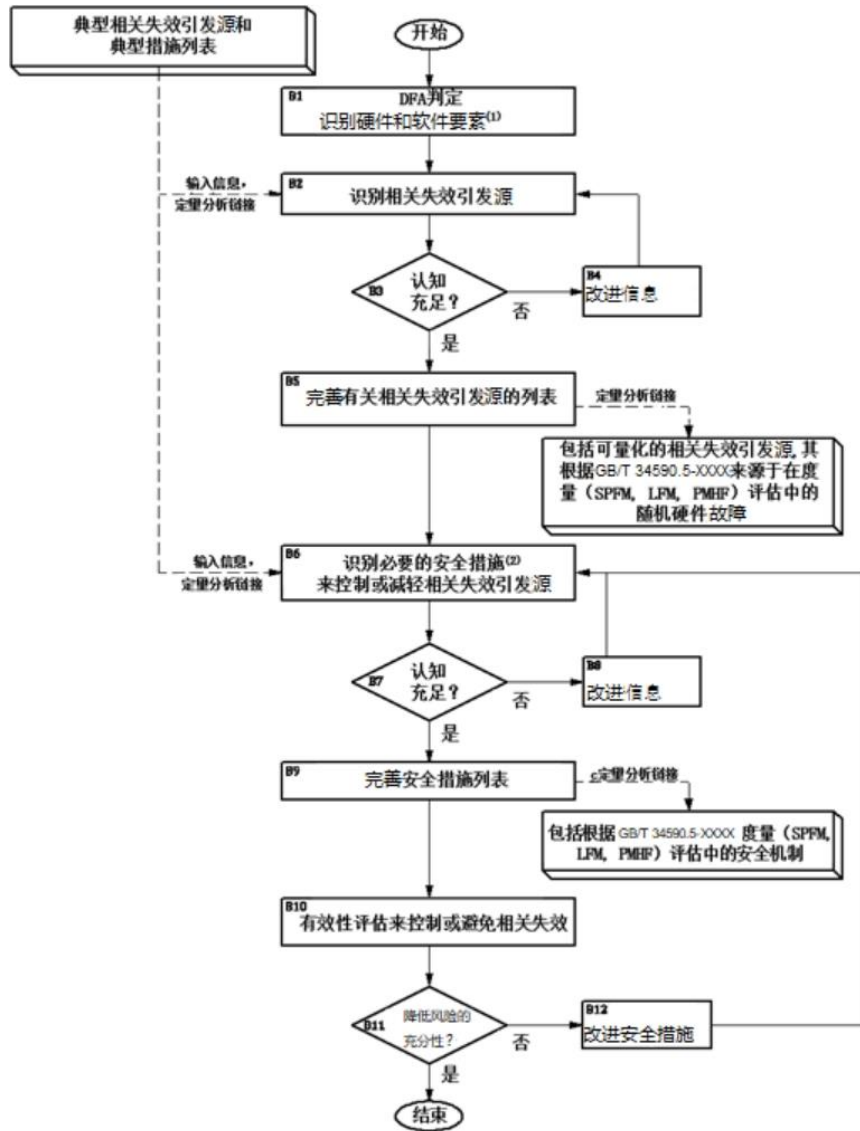 典型相关失效引发源和
典型措施列表
开始
B1
DFA判定
识别硬件和软件要素(1)
输入信息,
定量分析链接
B2
识别相关失效引发源
B3
认知
充足?
否
B4
改进信息
是
B5
完善有关相关失效引发源的列表
定量分析链接
包括可量化的相关失效引发源,其
根据GB/T 34590.5-XXXX来源于在度
量(SPFM, LFM, PMHF)评估中的
随机硬件故障
输入信息,
定量分析链接
B6
识别必要的安全措施(2)
来控制或减轻相关失效引发源
B7
认知
充足?
否
B8
改进信息
是
B9
完善安全措施列表
c定量分析链接
包括根据 GB/T 34590.5-XXXX 度量(SPFM,
LFM, PMHF)评估中的安全机制
B10
有效性评估来控制或避免相关失效
B11
降低风险的
充分性?
否
B12
改进安全措施
是
结束